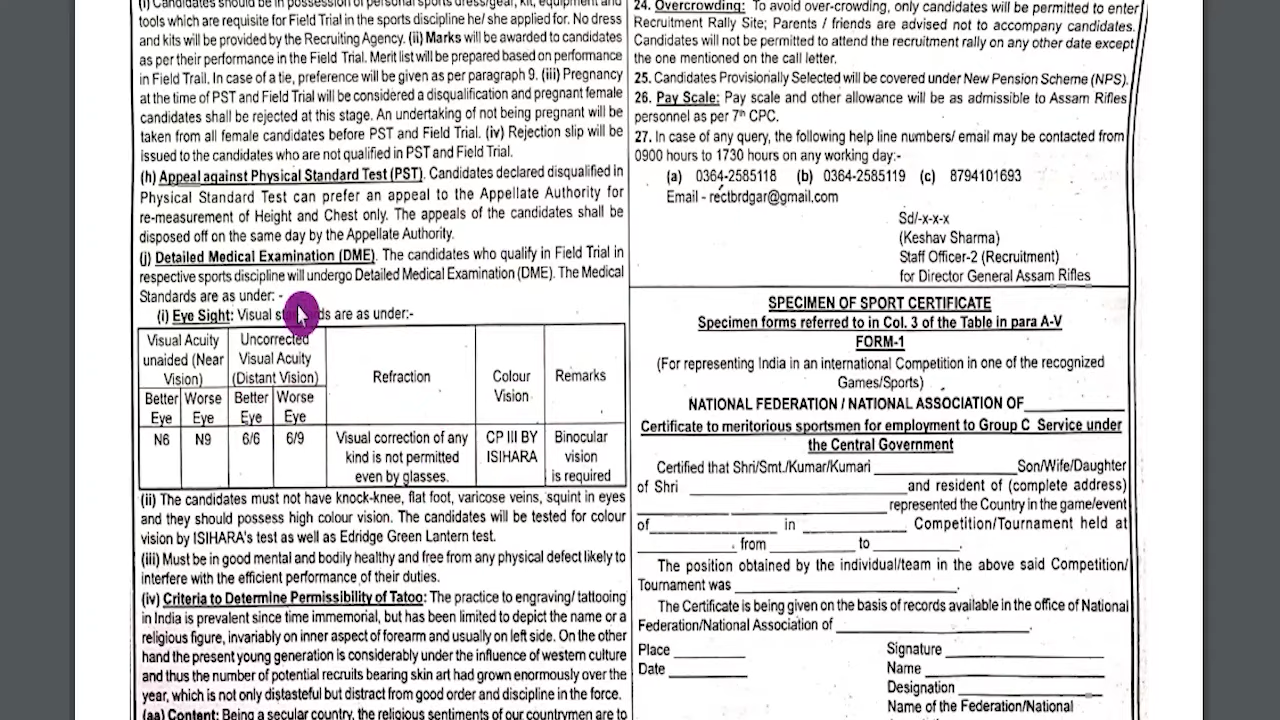 (i) Candidates should be in possession of personal sports dress/gear, kit, equipment and
tools which are requisite for Field Trial in the sports discipline he/ she applied for. No dress
and kits will be provided by the Recruiting Agency. (ii) Marks will be awarded to candidates
as per their performance in the Field Trial. Merit list will be prepared based on performance
in Field Trail. In case of a tie, preference will be given as per paragraph 9. (iii) Pregnancy
at the time of PST and Field Trial will be considered a disqualification and pregnant female
candidates shall be rejected at this stage. An undertaking of not being pregnant will be
taken from all female candidates before PST and Field Trial. (iv) Rejection slip will be
issued to the candidates who are not qualified in PST and Field Trial.
(h) Appeal against Physical Standard Test (PST). Candidates declared disqualified in
Physical Standard Test can prefer an appeal to the Appellate Authority for
re-measurement of Height and Chest only. The appeals of the candidates shall be
disposed off on the same day by the Appellate Authority.
(j) Detailed Medical Examination (DME). The candidates who qualify in Field Trial in
respective sports discipline will undergo Detailed Medical Examination (DME). The Medical
Standards are as under: -
(i) Eye Sight: Visual standards are as under:-
Visual Acuity unaided (Near Vision)
Uncorrected Visual Acuity (Distant Vision)
Refraction
Colour Vision
Remarks
Better Eye
Worse Eye
Better Eye
Worse Eye
N6
N9
6/6
6/9
Visual correction of any kind is not permitted even by glasses.
CP III BY ISIHARA
Binocular vision is required
(ii) The candidates must not have knock-knee, flat foot, varicose veins, squint in eyes
and they should possess high colour vision. The candidates will be tested for colour
vision by ISIHARA's test as well as Edridge Green Lantern test.
(iii) Must be in good mental and bodily healthy and free from any physical defect likely to
interfere with the efficient performance of their duties.
(iv) Criteria to Determine Permissibility of Tatoo: The practice to engraving/ tattooing
in India is prevalent since time immemorial, but has been limited to depict the name or a
religious figure, invariably on inner aspect of forearm and usually on left side. On the other
hand the present young generation is considerably under the influence of western culture
and thus the number of potential recruits bearing skin art had grown enormously over the
year, which is not only distasteful but distract from good order and discipline in the force.
(aa) Content: Being a secular country, the religious sentiments of our countrymen are to
24. Overcrowding: To avoid over-crowding, only candidates will be permitted to enter
Recruitment Rally Site; Parents / friends are advised not to accompany candidates.
Candidates will not be permitted to attend the recruitment rally on any other date except
the one mentioned on the call letter.
25. Candidates Provisionally Selected will be covered under New Pension Scheme (NPS).
26. Pay Scale: Pay scale and other allowance will be as admissible to Assam Rifles
personnel as per 7th CPC.
27. In case of any query, the following help line numbers/ email may be contacted from
0900 hours to 1730 hours on any working day:-
(a) 0364-2585118 (b) 0364-2585119 (c) 8794101693
Email - rectbrdgar@gmail.com
Sd/-x-x-x
(Keshav Sharma)
Staff Officer-2 (Recruitment)
for Director General Assam Rifles
SPECIMEN OF SPORT CERTIFICATE
Specimen forms referred to in Col. 3 of the Table in para A-V
FORM-1
(For representing India in an international Competition in one of the recognized
Games/Sports)
NATIONAL FEDERATION / NATIONAL ASSOCIATION OF
Certificate to meritorious sportsmen for employment to Group C Service under
the Central Government
Certified that Shri/Smt./Kumar/Kumari Son/Wife/Daughter
of Shri and resident of (complete address)
represented the Country in the game/event
of in Competition/Tournament held at
from to .
The position obtained by the individual/team in the above said Competition/
Tournament was .
The Certificate is being given on the basis of records available in the office of National
Federation/National Association of .
Place
Date
Signature
Name
Designation
Name of the Federation/National